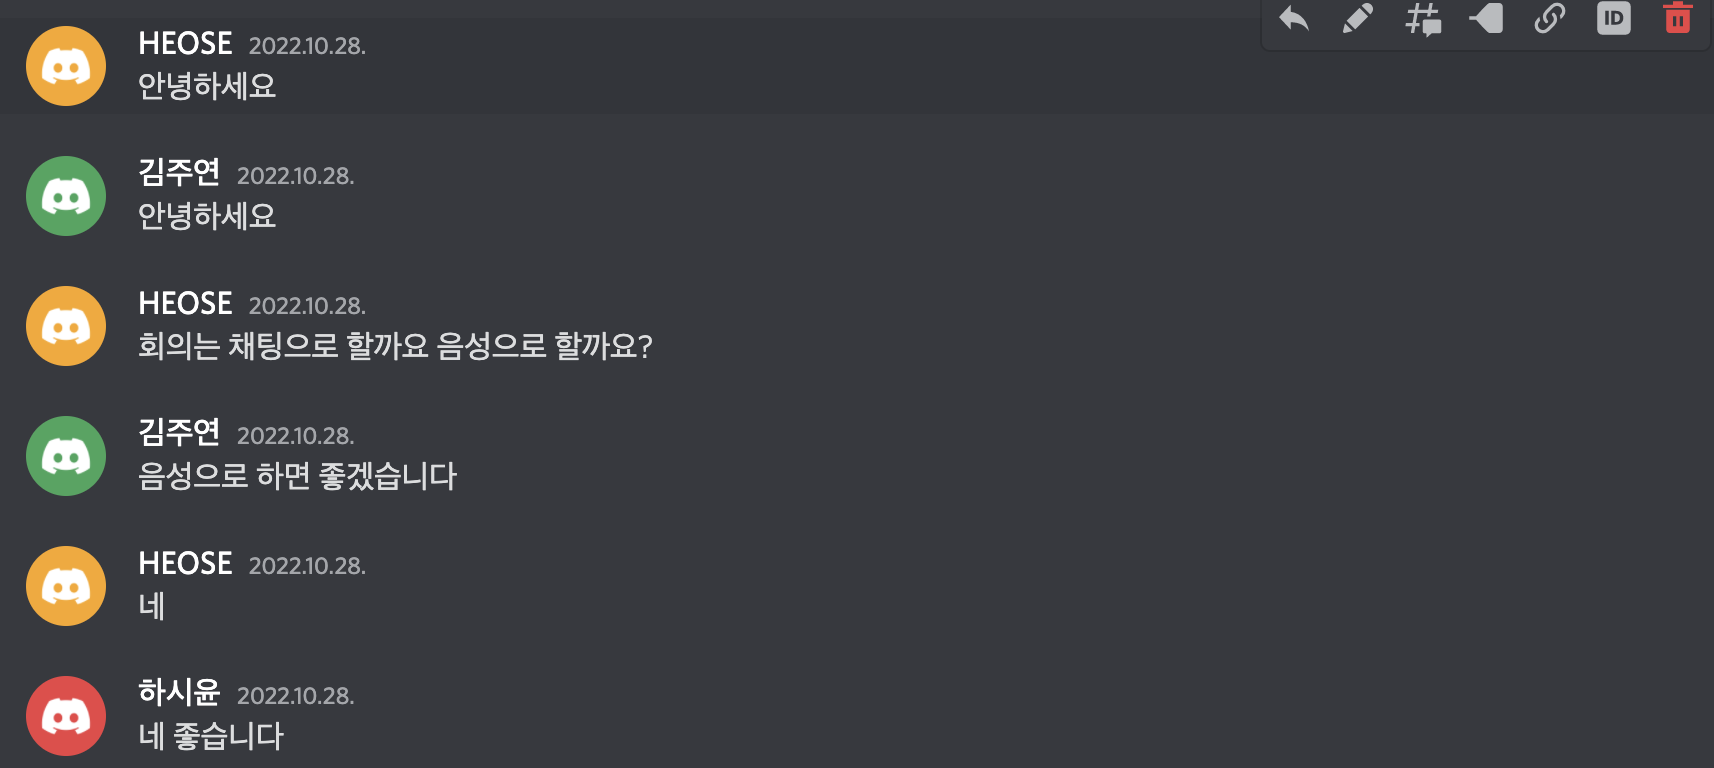 HEOSE 2022.10.28.
안녕하세요
김주연 2022.10.28.
안녕하세요
HEOSE 2022.10.28.
회의는 채팅으로 할까요 음성으로 할까요?
김주연 2022.10.28.
음성으로 하면 좋겠습니다
HEOSE 2022.10.28.
네
하시윤 2022.10.28.
네 좋습니다
ID